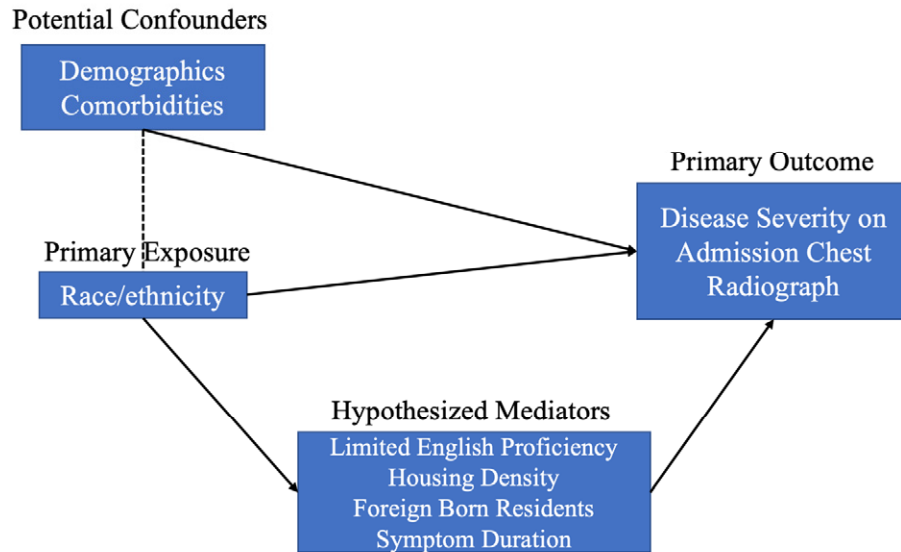 Potential Confounders
Demographics
Comorbidities
Primary Outcome
Disease Severity on
Admission Chest
Radiograph
Primary Exposure
Race/ethnicity
Hypothesized Mediators
Limited English Proficiency
Housing Density
Foreign Born Residents
Symptom Duration